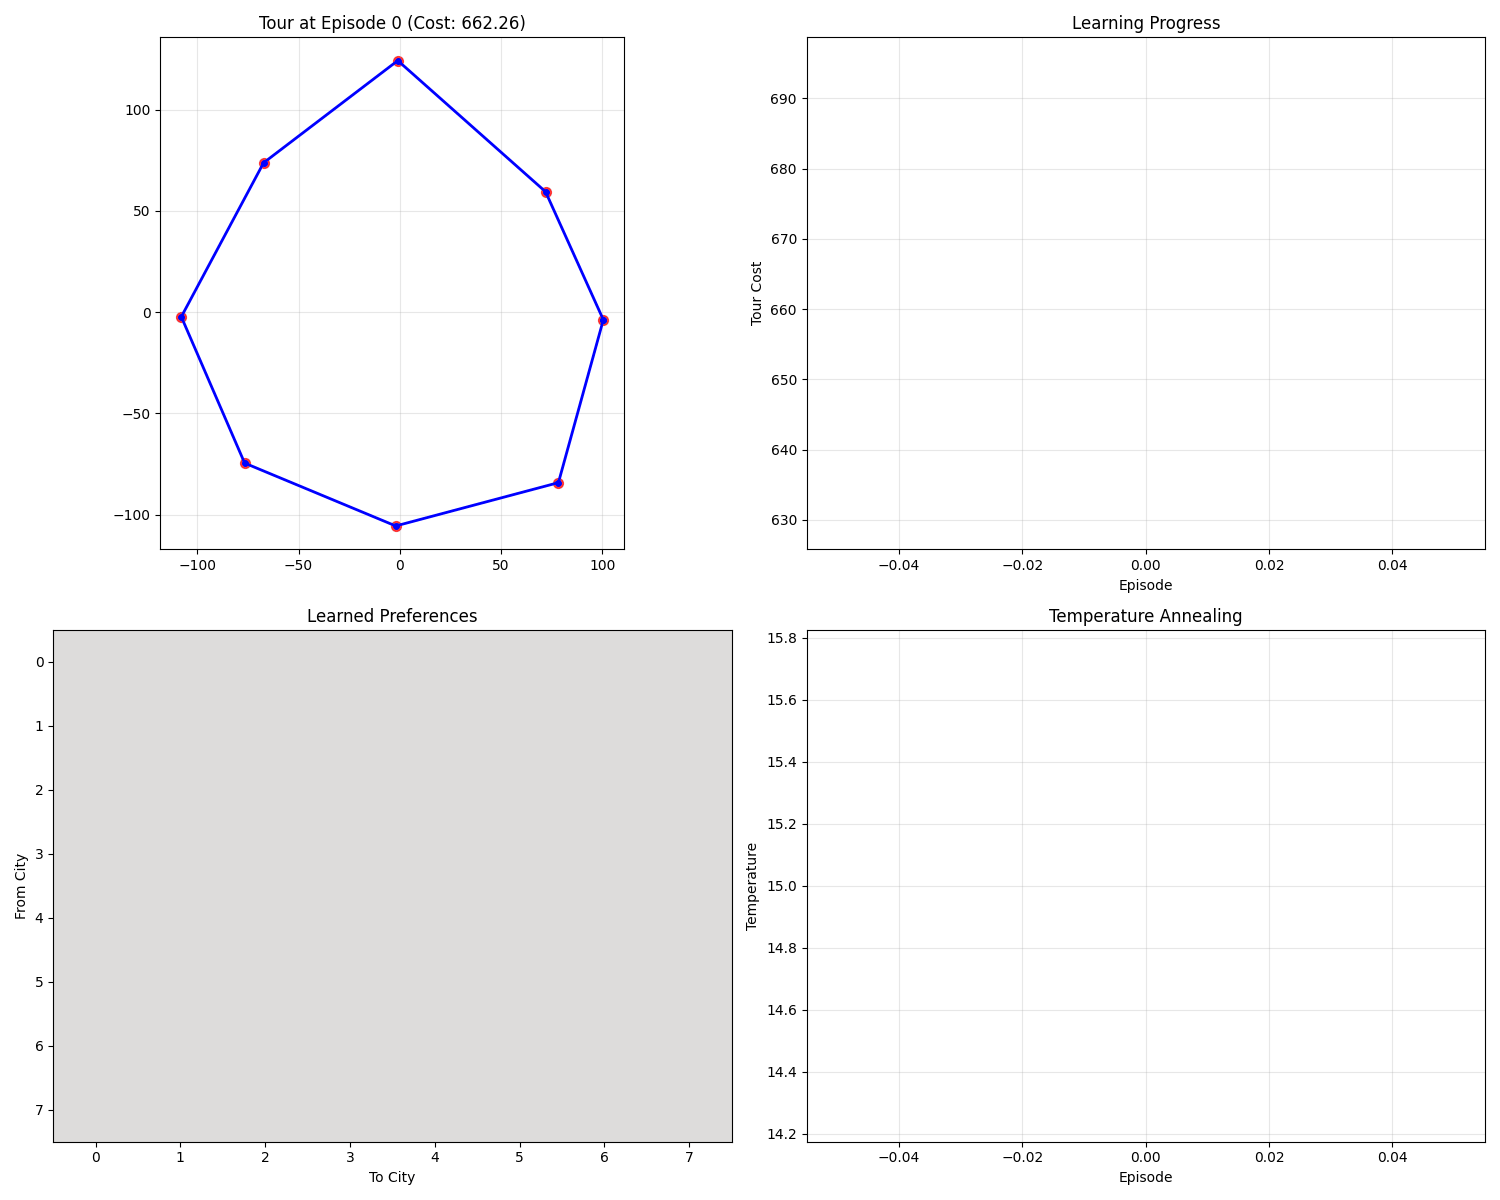 Tour at Episode 0 (Cost: 662.26)
100
50
0
−50
−100
−100 −50 0 50 100
Learning Progress
Tour Cost
690
680
670
660
650
640
630
−0.04 −0.02 0.00 0.02 0.04
Episode
Learned Preferences
From City
0
1
2
3
4
5
6
7
0 1 2 3 4 5 6 7
To City
Temperature Annealing
Temperature
15.8
15.6
15.4
15.2
15.0
14.8
14.6
14.4
14.2
−0.04 −0.02 0.00 0.02 0.04
Episode